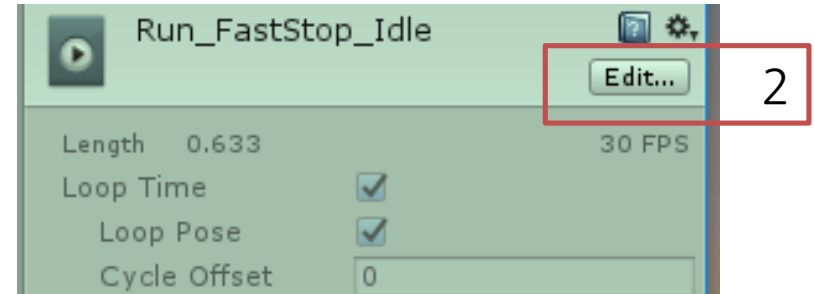 Run_FastStop_Idle
Edit...
2
Length 0.633 30 FPS
Loop Time
Loop Pose
Cycle Offset 0